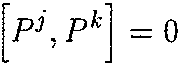 [P^j, P^k] = 0